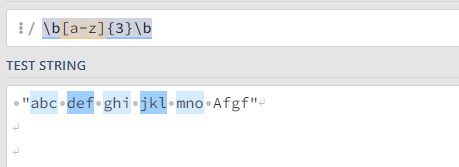 / \b[a-z]{3}\b
TEST STRING
"abc def ghi jkl mno Afgf"